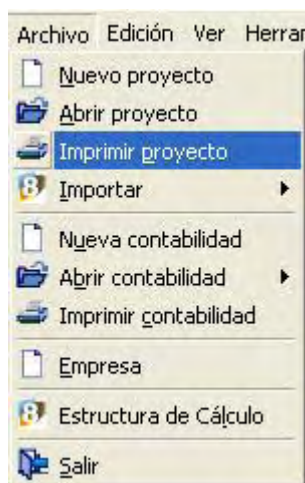 Archivo Edición Ver Herrar
Nuevo proyecto
Abrir proyecto
Imprimir proyecto
Importar
Nueva contabilidad
Abrir contabilidad
Imprimir contabilidad
Empresa
Estructura de Cálculo
Salir